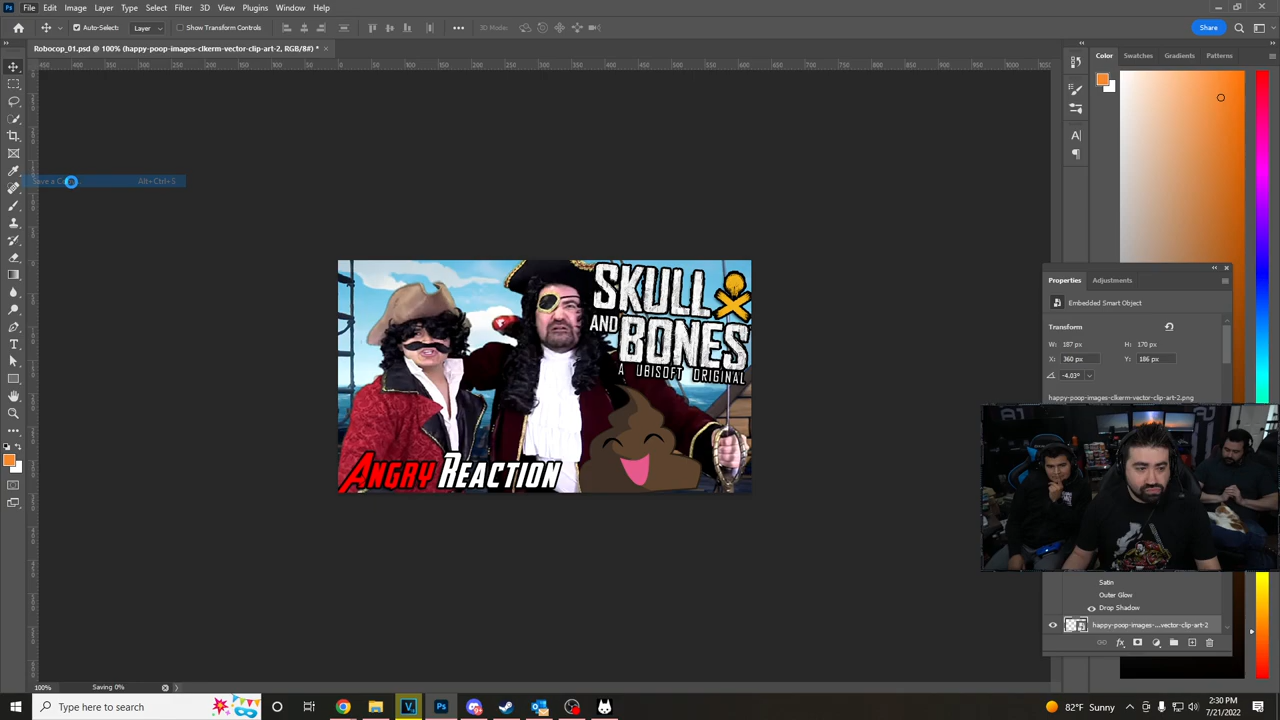 File Edit Image Layer Type Select Filter 3D View Plugins Window Help
Auto-Select: Layer Show Transform Controls 3D Mode: Share
Robocop_01.psd @ 100% (happy-poop-images-clkerm-vector-clip-art-2, RGB/8#) *
Color Swatches Gradients Patterns
Alt+Ctrl+S
SKULL
AND BONES
A UBISOFT ORIGINAL
ANGRY REACTION
Properties Adjustments
Embedded Smart Object
Transform
W: 187 px H: 170 px
X: 360 px Y: 186 px
-4.03°
happy-poop-images-clkerm-vector-clip-art-2.png
Satin
Outer Glow
Drop Shadow
happy-poop-images-...vector-clip-art-2
100% Saving 0%
Type here to search
82°F Sunny
2:30 PM
7/21/2022